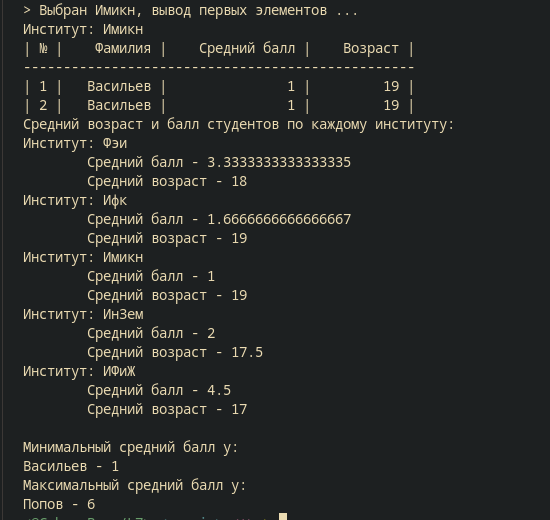 > Выбран Имикн, вывод первых элементов ...
Институт: Имикн
| № |    Фамилия |    Средний балл |    Возраст |
-------------------------------------------------
| 1 |   Васильев |               1 |         19 |
| 2 |   Васильев |               1 |         19 |
Средний возраст и балл студентов по каждому институту:
Институт: Фэи
        Средний балл - 3.3333333333333335
        Средний возраст - 18
Институт: Ифк
        Средний балл - 1.6666666666666667
        Средний возраст - 19
Институт: Имикн
        Средний балл - 1
        Средний возраст - 19
Институт: ИнЗем
        Средний балл - 2
        Средний возраст - 17.5
Институт: ИФиЖ
        Средний балл - 4.5
        Средний возраст - 17

Минимальный средний балл у:
Васильев - 1
Максимальный средний балл у:
Попов - 6